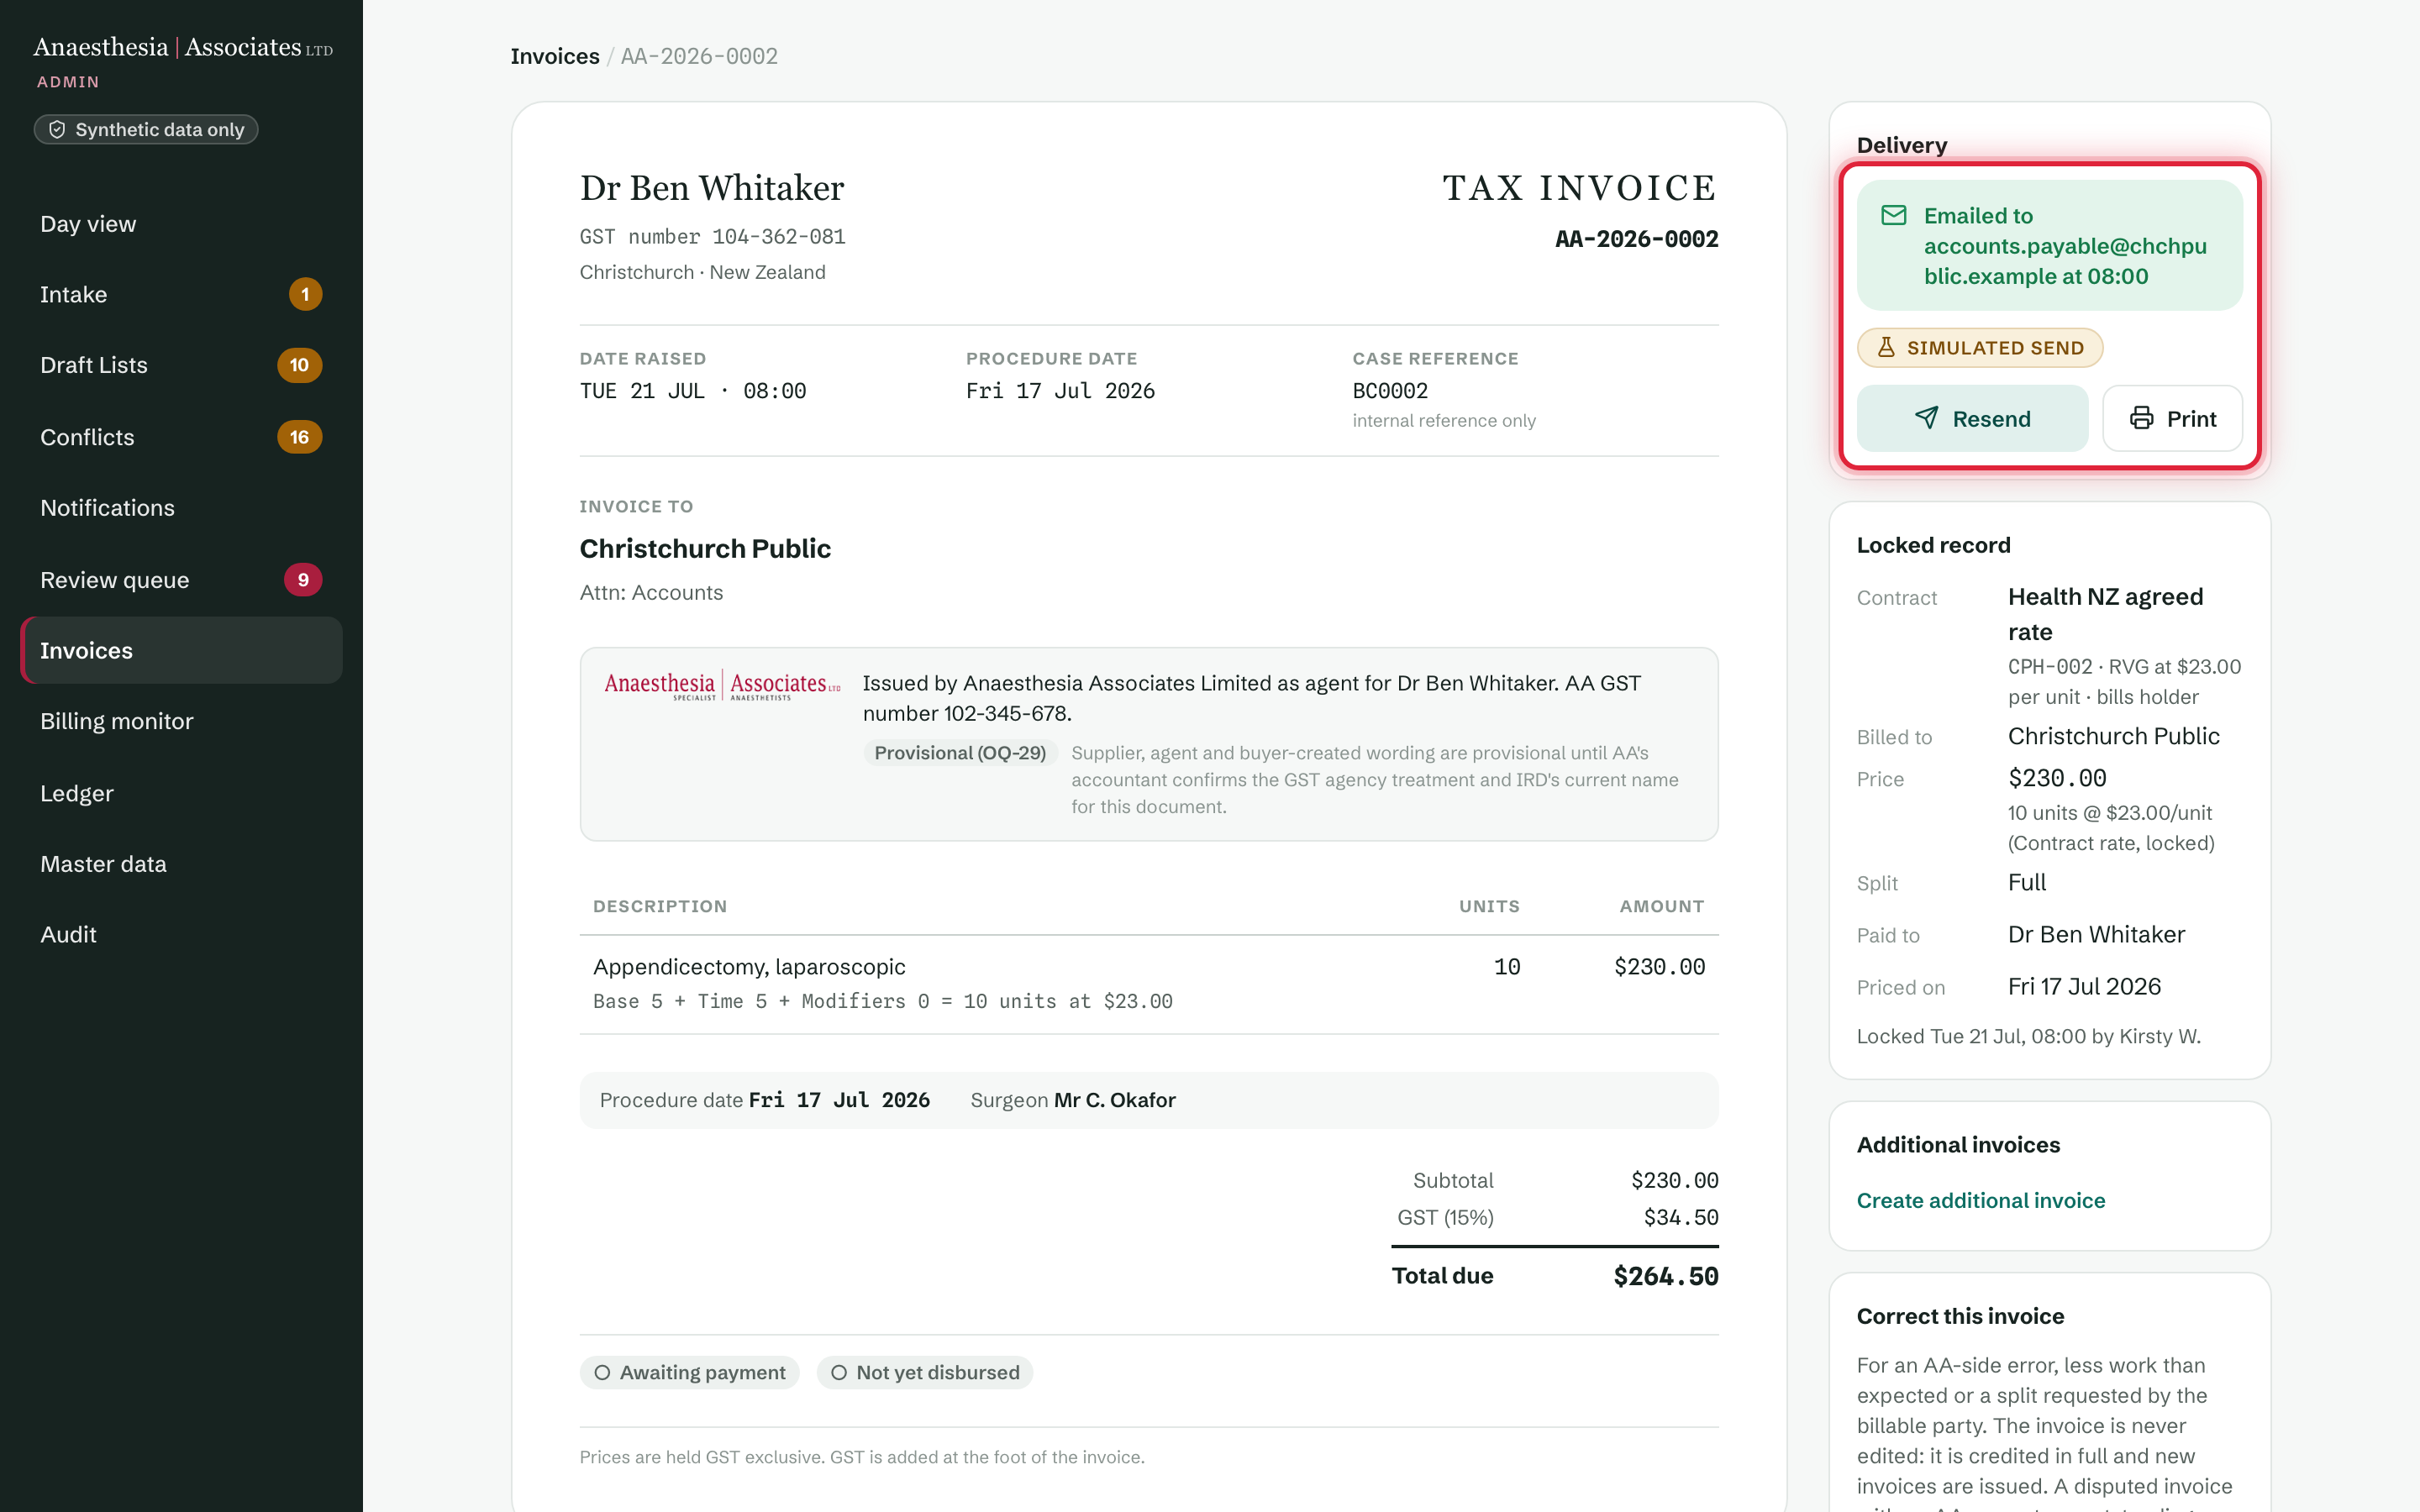 Anaesthesia | Associates LTD
ADMIN
Synthetic data only
Day view
Intake 1
Draft Lists 10
Conflicts 16
Notifications
Review queue 9
Invoices
Billing monitor
Ledger
Master data
Audit
Invoices / AA-2026-0002
Dr Ben Whitaker
GST number 104-362-081
Christchurch · New Zealand
TAX INVOICE
AA-2026-0002
DATE RAISED
TUE 21 JUL · 08:00
PROCEDURE DATE
Fri 17 Jul 2026
CASE REFERENCE
BC0002
internal reference only
INVOICE TO
Christchurch Public
Attn: Accounts
Anaesthesia | Associates LTD
SPECIALIST ANAESTHETISTS
Issued by Anaesthesia Associates Limited as agent for Dr Ben Whitaker. AA GST
number 102-345-678.
Provisional (OQ-29)
Supplier, agent and buyer-created wording are provisional until AA's
accountant confirms the GST agency treatment and IRD's current name
for this document.
DESCRIPTION UNITS AMOUNT
Appendicectomy, laparoscopic 10 $230.00
Base 5 + Time 5 + Modifiers 0 = 10 units at $23.00
Procedure date Fri 17 Jul 2026 Surgeon Mr C. Okafor
Subtotal $230.00
GST (15%) $34.50
Total due $264.50
Awaiting payment Not yet disbursed
Prices are held GST exclusive. GST is added at the foot of the invoice.
Delivery
Emailed to
accounts.payable@chchpu
blic.example at 08:00
SIMULATED SEND
Resend Print
Locked record
Contract Health NZ agreed
rate
CPH-002 · RVG at $23.00
per unit · bills holder
Billed to Christchurch Public
Price $230.00
10 units @ $23.00/unit
(Contract rate, locked)
Split Full
Paid to Dr Ben Whitaker
Priced on Fri 17 Jul 2026
Locked Tue 21 Jul, 08:00 by Kirsty W.
Additional invoices
Create additional invoice
Correct this invoice
For an AA-side error, less work than
expected or a split requested by the
billable party. The invoice is never
edited: it is credited in full and new
invoices are issued. A disputed invoice